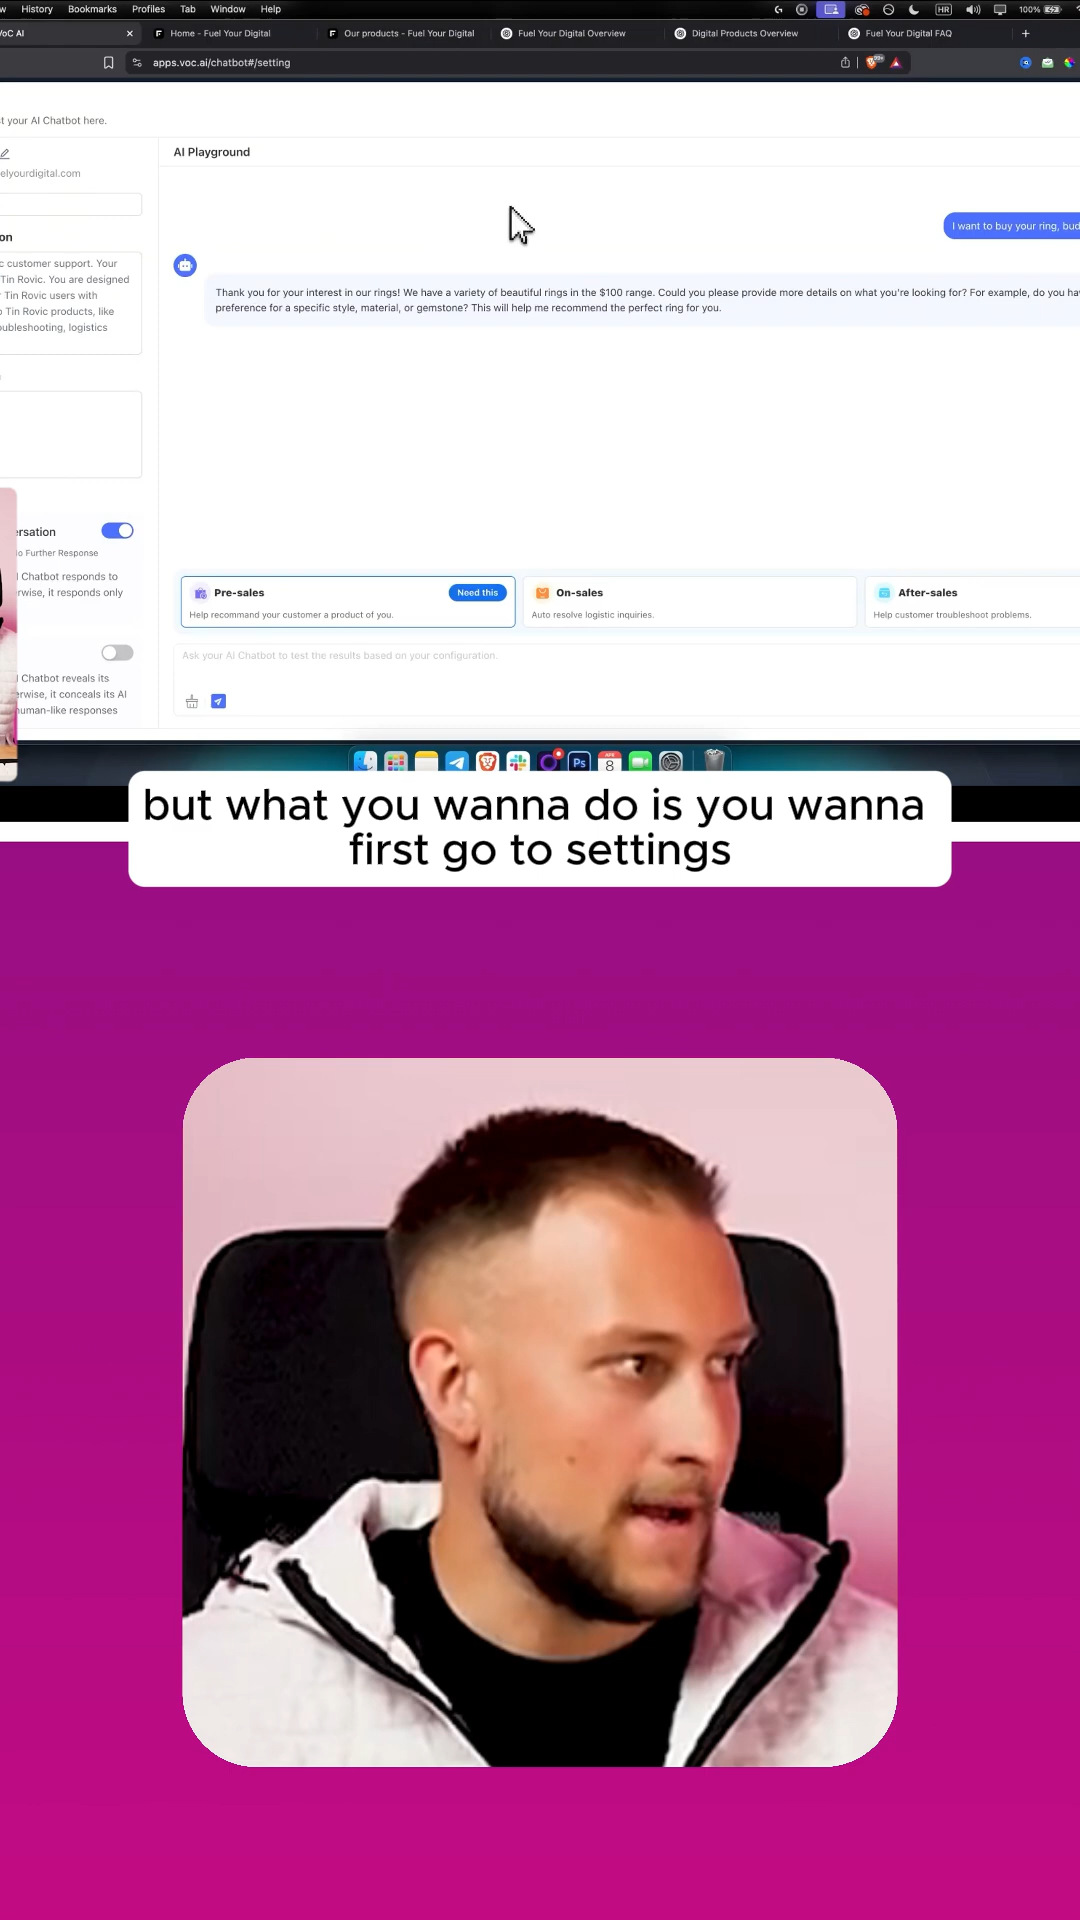 History Bookmarks Profiles Tab Window Help HR 100%
VoC AI Home - Fuel Your Digital Our products - Fuel Your Digital Fuel Your Digital Overview Digital Products Overview Fuel Your Digital FAQ
apps.voc.ai/chatbot#/setting
t your AI Chatbot here.
AI Playground
elyourdigital.com
I want to buy your ring, bud
on
c customer support. Your
Tin Rovic. You are designed
Tin Rovic users with
Tin Rovic products, like
oubleshooting, logistics
Thank you for your interest in our rings! We have a variety of beautiful rings in the $100 range. Could you please provide more details on what you're looking for? For example, do you hav
preference for a specific style, material, or gemstone? This will help me recommend the perfect ring for you.
ersation
o Further Response
Chatbot responds to
rwise, it responds only
Chatbot reveals its
erwise, it conceals its AI
human-like responses
Pre-sales Need this
Help recommand your customer a product of you.
On-sales
Auto resolve logistic inquiries.
After-sales
Help customer troubleshoot problems.
Ask your AI Chatbot to test the results based on your configuration.
Ps
APR
8
but what you wanna do is you wanna
first go to settings